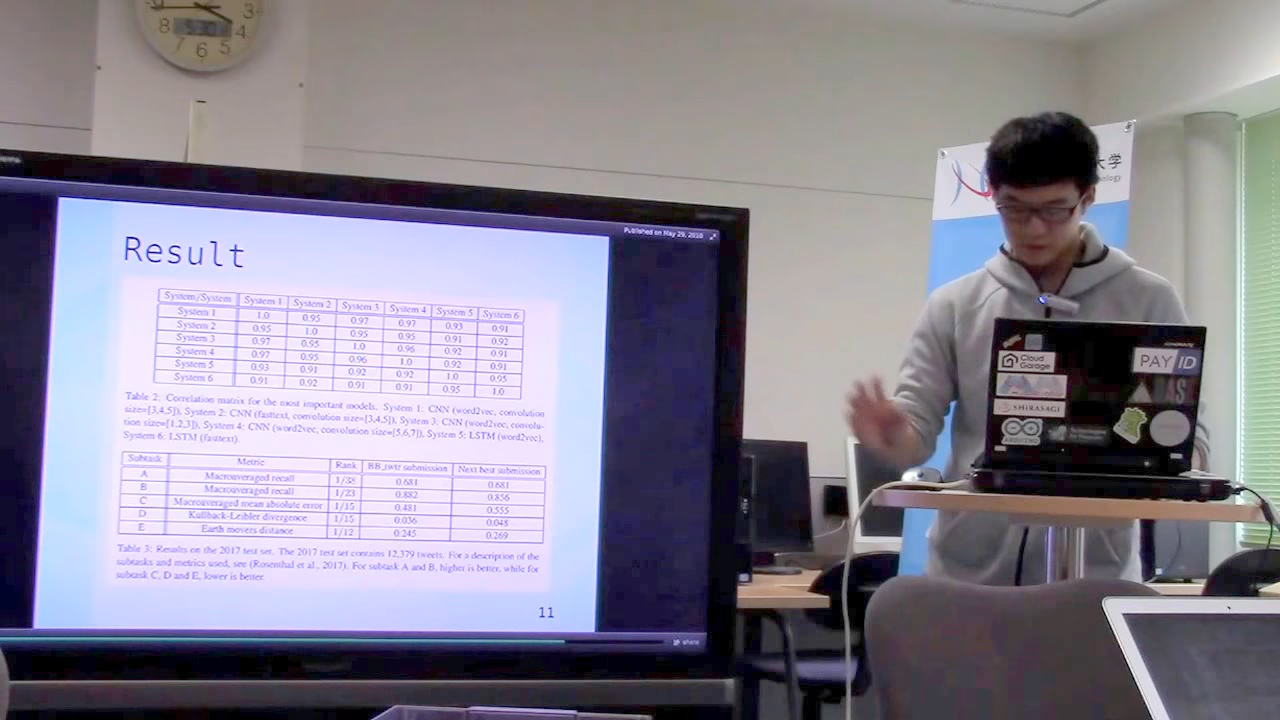 3
8
4
7
6
5
Published on May 29, 2010
Result
System/System System 1 System 2 System 3 System 4 System 5 System 6
System 1 1.0 0.95 0.97 0.97 0.93 0.91
System 2 0.95 1.0 0.95 0.95 0.91 0.92
System 3 0.97 0.95 1.0 0.96 0.92 0.91
System 4 0.97 0.95 0.96 1.0 0.92 0.91
System 5 0.93 0.91 0.92 0.92 1.0 0.95
System 6 0.91 0.92 0.91 0.91 0.95 1.0
Table 2: Correlation matrix for the most important models. System 1: CNN (word2vec, convolution
size=[3,4,5]), System 2: CNN (fasttext, convolution size=[3,4,5]), System 3: CNN (word2vec, convolu-
tion size=[1,2,3]), System 4: CNN (word2vec, convolution size=[5,6,7]), System 5: LSTM (word2vec),
System 6: LSTM (fasttext).
Subtask Metric Rank BB_twtr submission Next best submission
A Macroaveraged recall 1/38 0.681 0.681
B Macroaveraged recall 1/23 0.882 0.856
C Macroaveraged mean absolute error 1/15 0.481 0.555
D Kullback-Leibler divergence 1/15 0.036 0.048
E Earth movers distance 1/12 0.245 0.269
Table 3: Results on the 2017 test set. The 2017 test set contains 12,379 tweets. For a description of the
subtasks and metrics used, see (Rosenthal et al., 2017). For subtask A and B, higher is better, while for
subtask C, D and E, lower is better.
11
share
大学
Cloud
Garage
PAY ID
SHIRASAGI
ARDUINO